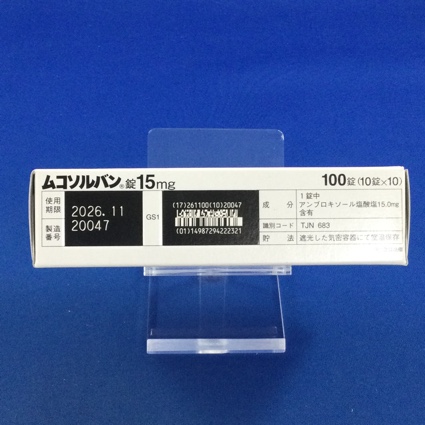 ムコソルバン®錠15mg
100錠(10錠×10)
使用期限 2026.11
製造番号 20047
GS1
(17)261100(10)20047
(01)14987294222321
成分 1錠中
アンブロキソール塩酸塩15.0mg
含有
識別コード TJN 683
貯法 遮光した気密容器にて室温保存